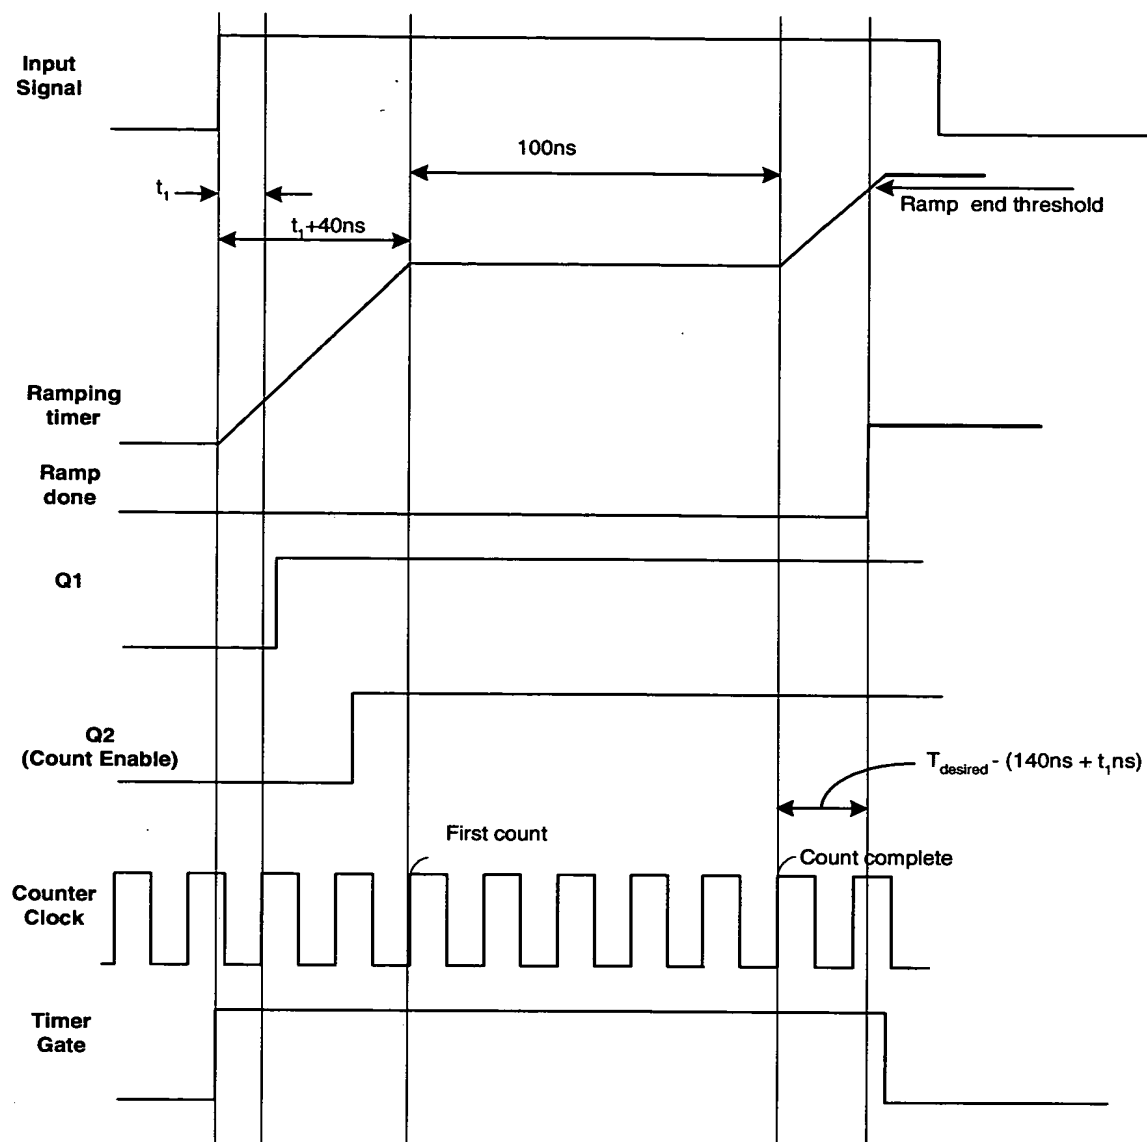 Input
Signal
100ns
t1
t1+40ns
Ramp end threshold
Ramping
timer
Ramp
done
Q1
Q2
(Count Enable)
Tdesired - (140ns + t1ns)
First count
Count complete
Counter
Clock
Timer
Gate